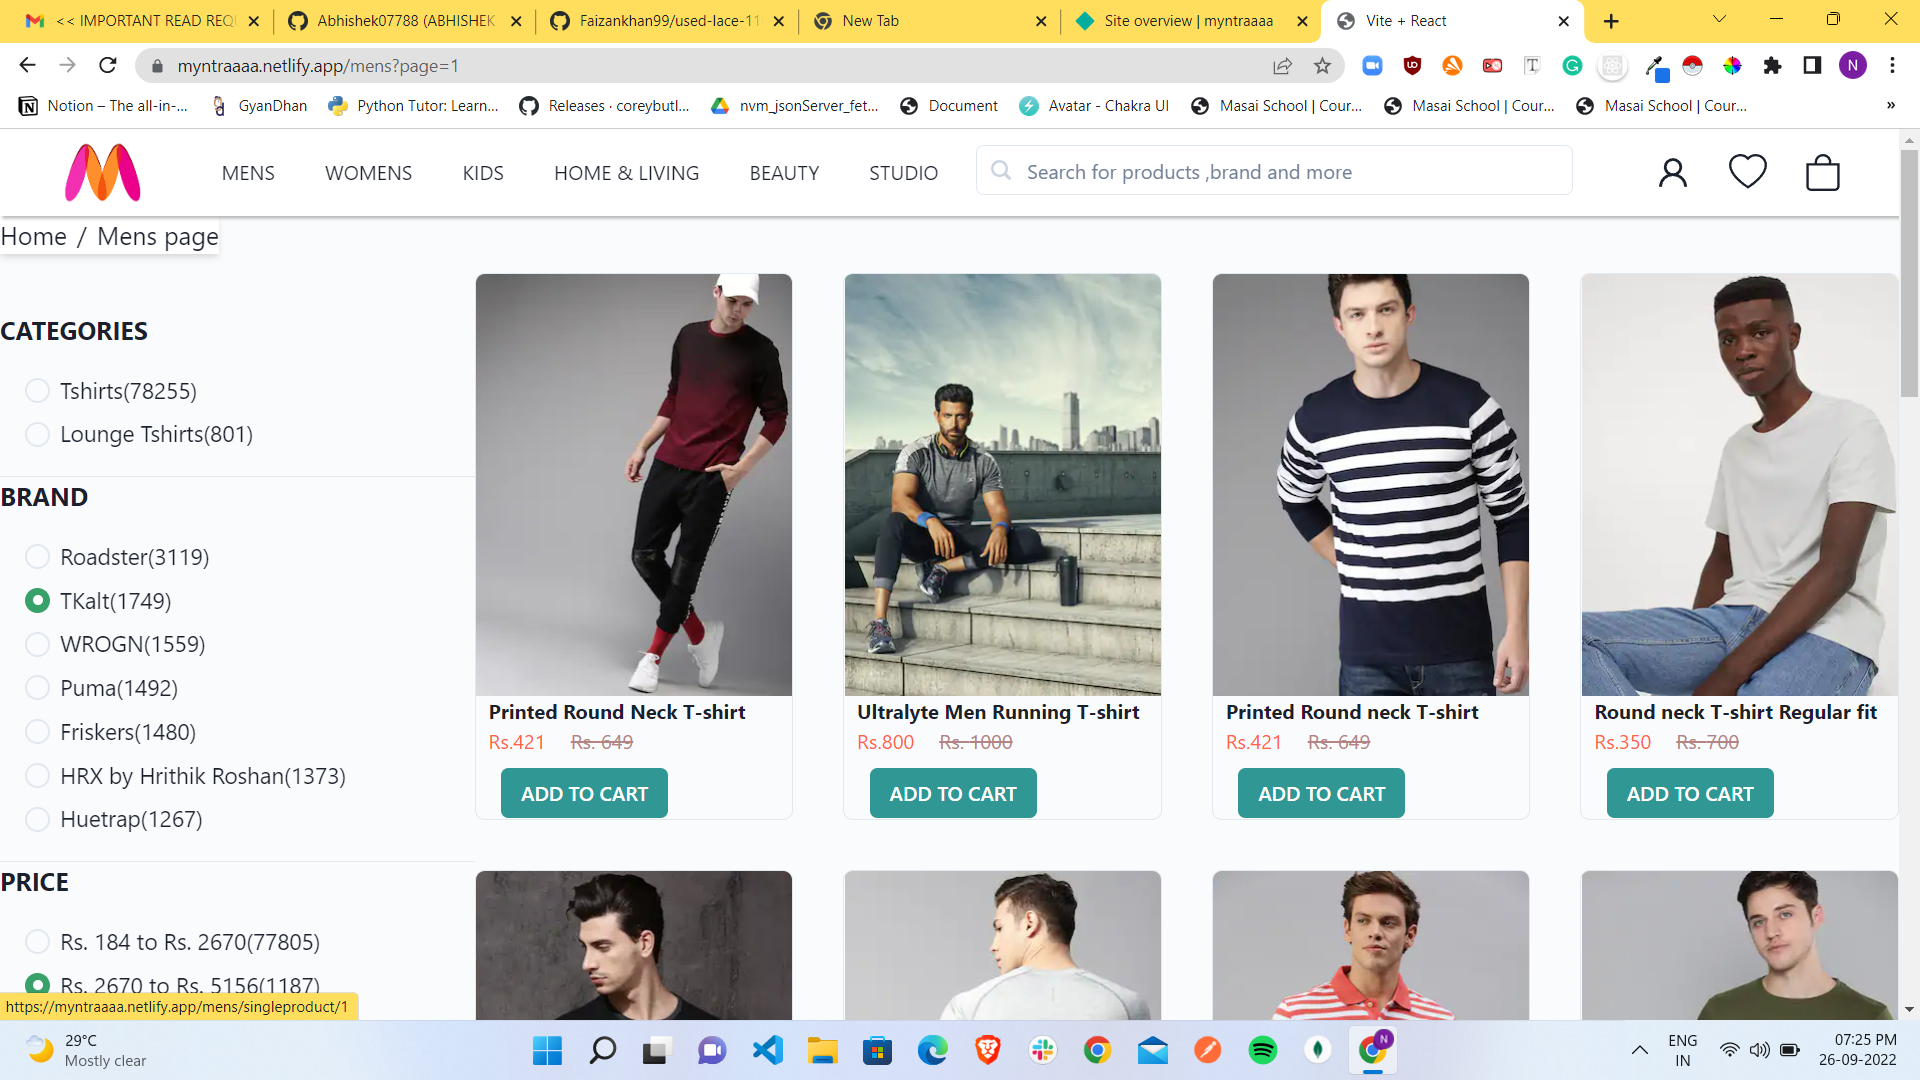 << IMPORTANT READ REQU
Abhishek07788 (ABHISHEK
Faizankhan99/used-lace-11
New Tab
Site overview | myntraaaa
Vite + React
myntraaaa.netlify.app/mens?page=1
N
Notion – The all-in-...
GyanDhan
Python Tutor: Learn...
Releases · coreybutl...
nvm_jsonServer_fet...
Document
Avatar - Chakra UI
Masai School | Cour...
Masai School | Cour...
Masai School | Cour...
»
MENS
WOMENS
KIDS
HOME & LIVING
BEAUTY
STUDIO
Search for products ,brand and more
Home / Mens page
CATEGORIES
Tshirts(78255)
Lounge Tshirts(801)
BRAND
Roadster(3119)
TKalt(1749)
WROGN(1559)
Puma(1492)
Friskers(1480)
HRX by Hrithik Roshan(1373)
Huetrap(1267)
PRICE
Rs. 184 to Rs. 2670(77805)
Rs. 2670 to Rs. 5156(1187)
Printed Round Neck T-shirt
Rs.421 Rs. 649
ADD TO CART
Ultralyte Men Running T-shirt
Rs.800 Rs. 1000
ADD TO CART
Printed Round neck T-shirt
Rs.421 Rs. 649
ADD TO CART
Round neck T-shirt Regular fit
Rs.350 Rs. 700
ADD TO CART
https://myntraaaa.netlify.app/mens/singleproduct/1
29°C
Mostly clear
N
ENG
IN
07:25 PM
26-09-2022